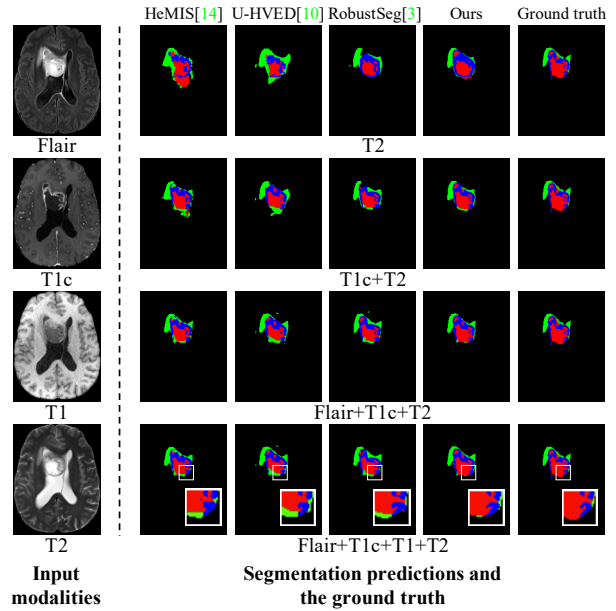 HeMIS[14] U-HVED[10] RobustSeg[3] Ours Ground truth
Flair
T2
T1c
T1c+T2
T1
Flair+T1c+T2
T2
Flair+T1c+T1+T2
Input
modalities
Segmentation predictions and
the ground truth